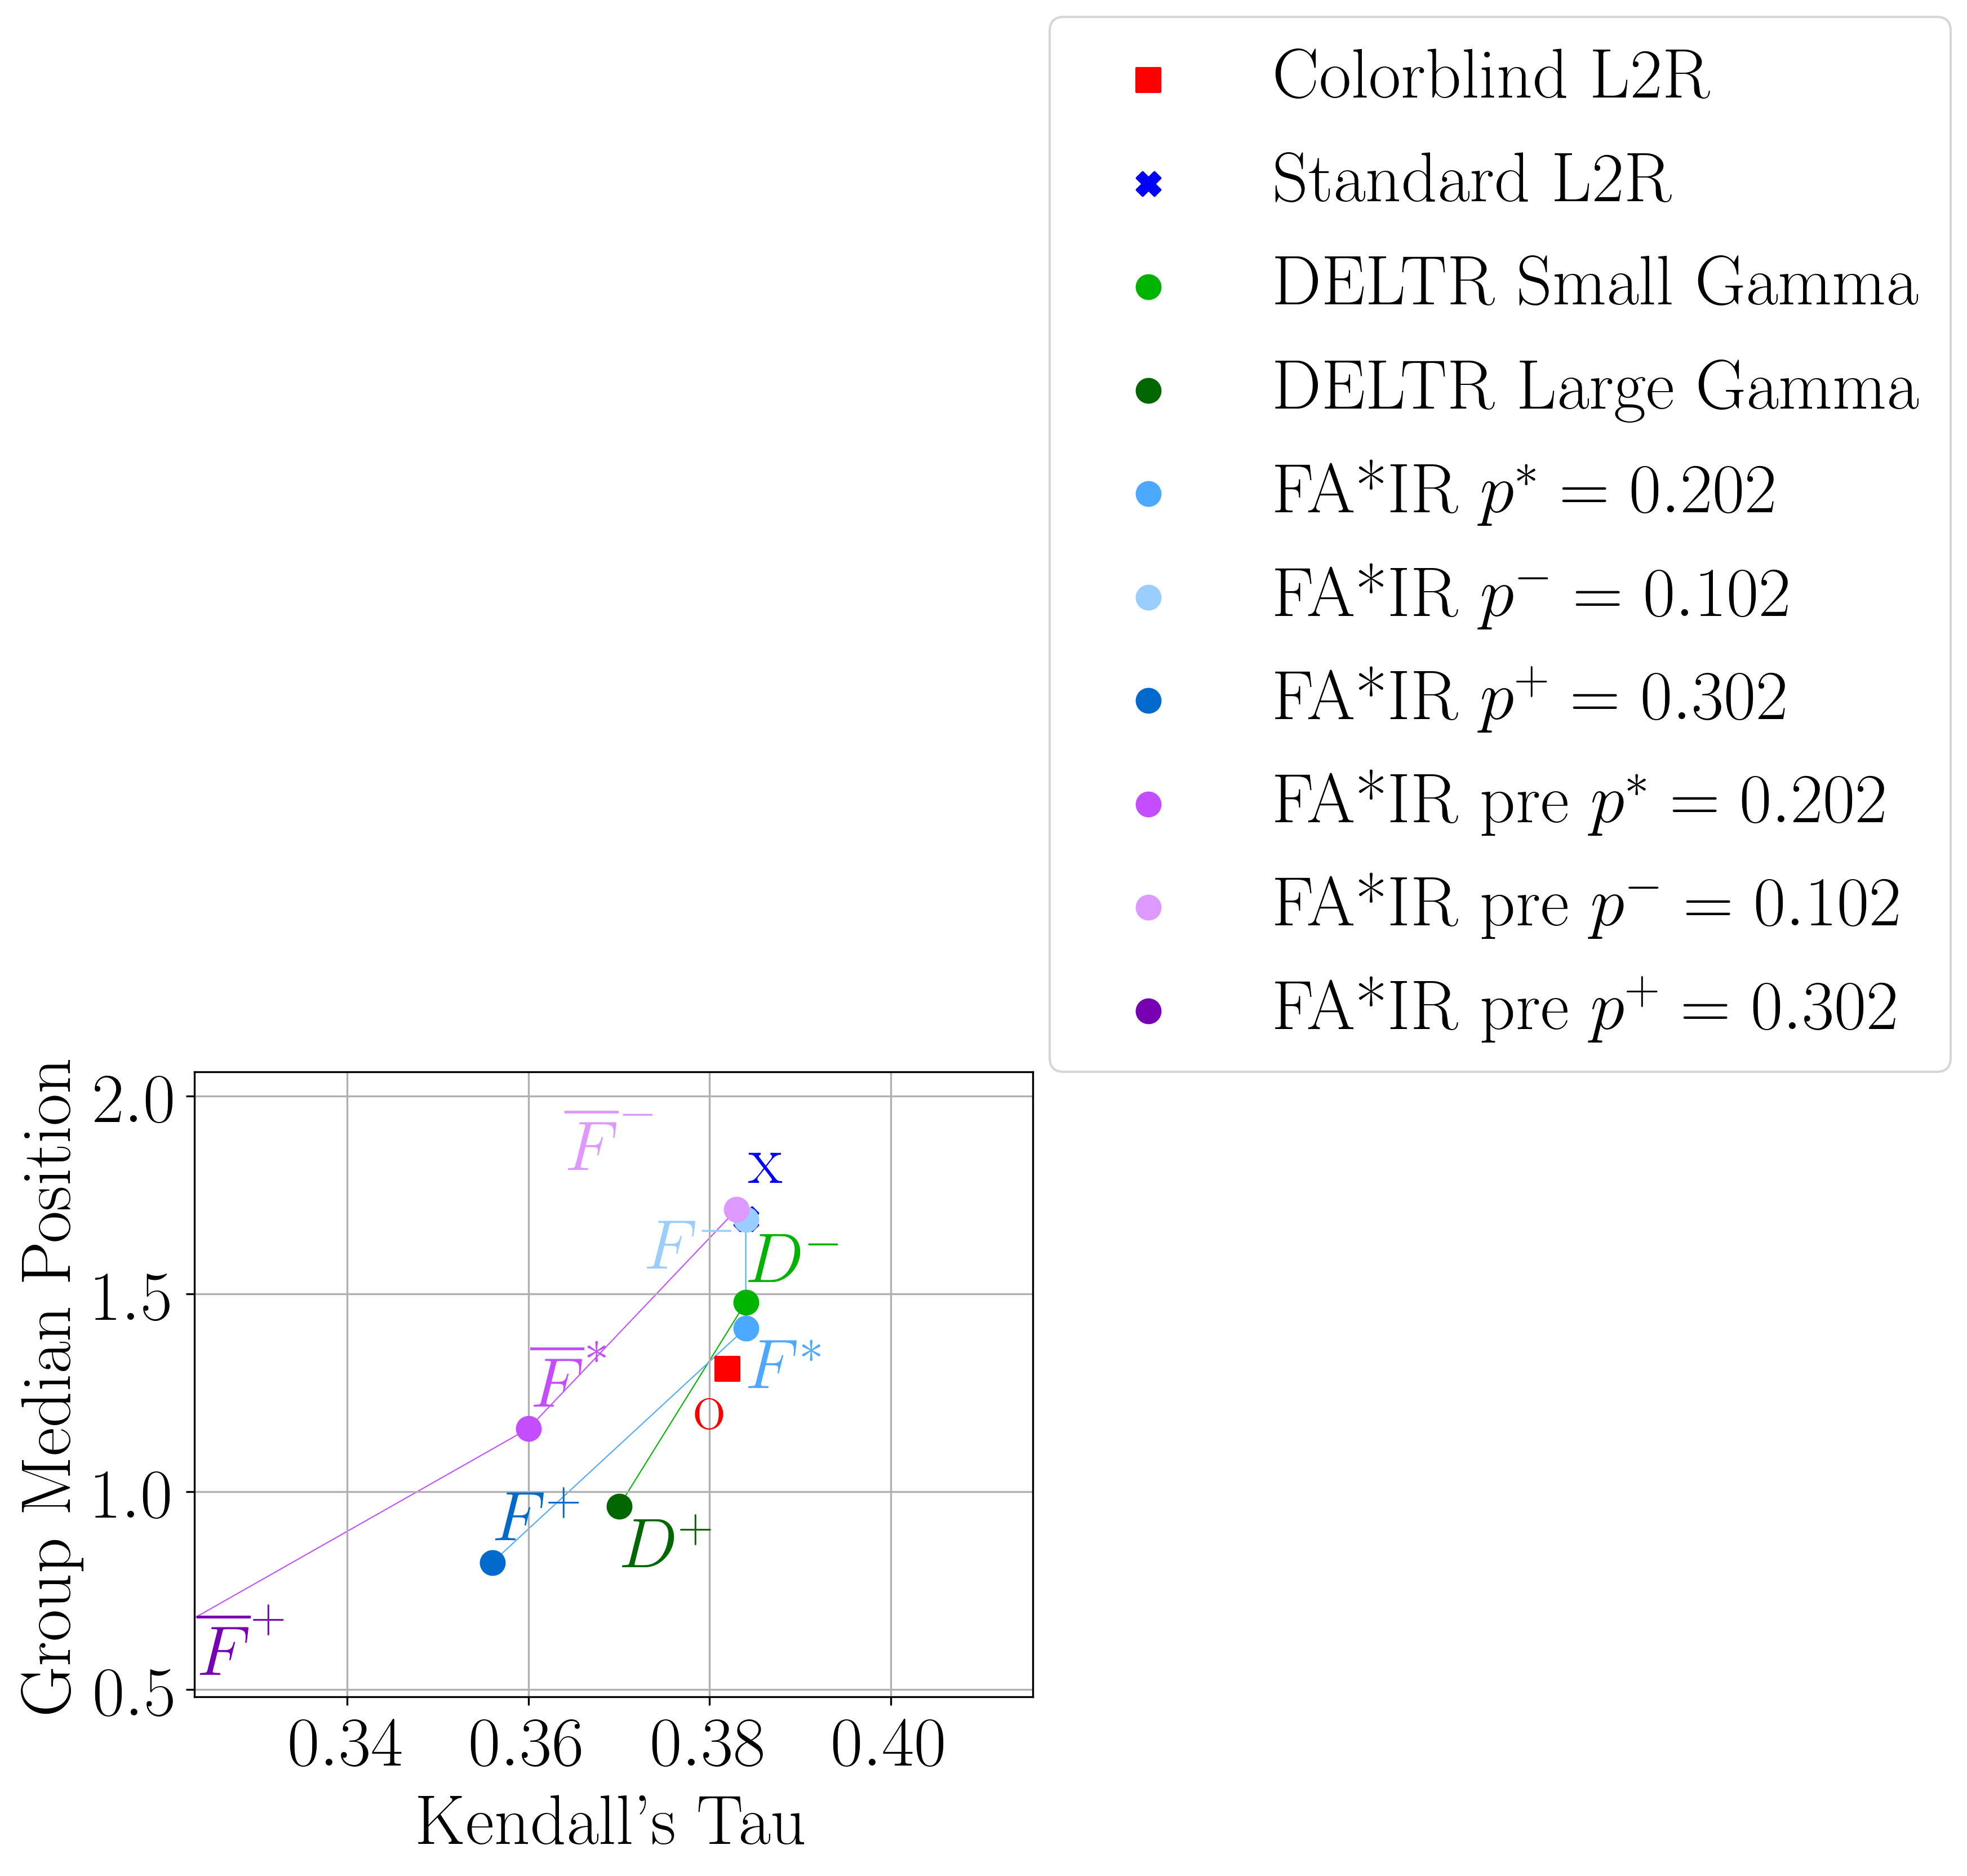 Colorblind L2R
Standard L2R
DELTR Small Gamma
DELTR Large Gamma
FA*IR p* = 0.202
FA*IR p⁻ = 0.102
FA*IR p⁺ = 0.302
FA*IR pre p* = 0.202
FA*IR pre p⁻ = 0.102
FA*IR pre p⁺ = 0.302
Group Median Position
2.0
1.5
1.0
0.5
F̅⁻
x
F⁻
D⁻
F̅*
F*
o
F⁺
D⁺
F̅⁺
0.34 0.36 0.38 0.40
Kendall's Tau